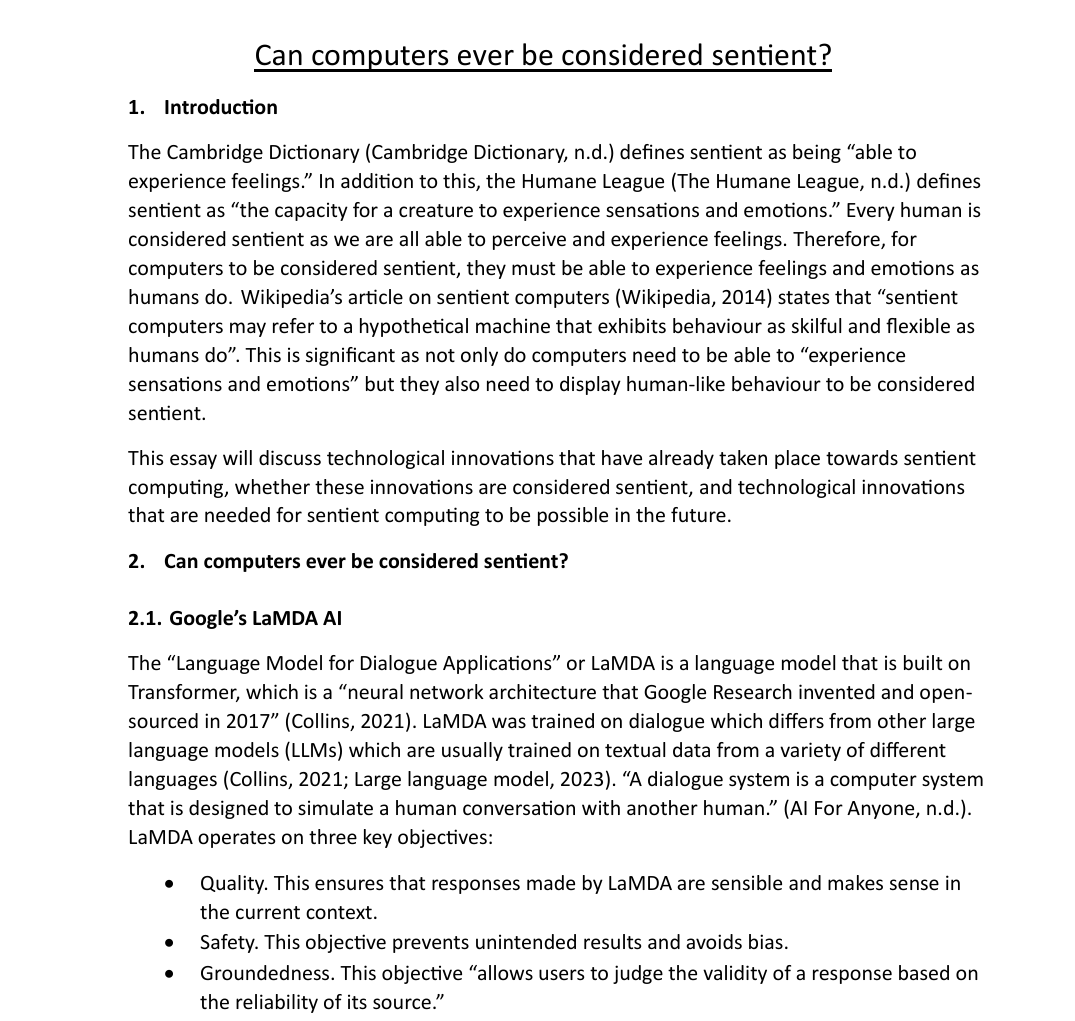 Can computers ever be considered sentient?
1. Introduction
The Cambridge Dictionary (Cambridge Dictionary, n.d.) defines sentient as being “able to
experience feelings.” In addition to this, the Humane League (The Humane League, n.d.) defines
sentient as “the capacity for a creature to experience sensations and emotions.” Every human is
considered sentient as we are all able to perceive and experience feelings. Therefore, for
computers to be considered sentient, they must be able to experience feelings and emotions as
humans do. Wikipedia’s article on sentient computers (Wikipedia, 2014) states that “sentient
computers may refer to a hypothetical machine that exhibits behaviour as skilful and flexible as
humans do”. This is significant as not only do computers need to be able to “experience
sensations and emotions” but they also need to display human-like behaviour to be considered
sentient.
This essay will discuss technological innovations that have already taken place towards sentient
computing, whether these innovations are considered sentient, and technological innovations
that are needed for sentient computing to be possible in the future.
2. Can computers ever be considered sentient?
2.1. Google’s LaMDA AI
The “Language Model for Dialogue Applications” or LaMDA is a language model that is built on
Transformer, which is a “neural network architecture that Google Research invented and open-
sourced in 2017” (Collins, 2021). LaMDA was trained on dialogue which differs from other large
language models (LLMs) which are usually trained on textual data from a variety of different
languages (Collins, 2021; Large language model, 2023). “A dialogue system is a computer system
that is designed to simulate a human conversation with another human.” (AI For Anyone, n.d.).
LaMDA operates on three key objectives:
• Quality. This ensures that responses made by LaMDA are sensible and makes sense in
the current context.
• Safety. This objective prevents unintended results and avoids bias.
• Groundedness. This objective “allows users to judge the validity of a response based on
the reliability of its source.”